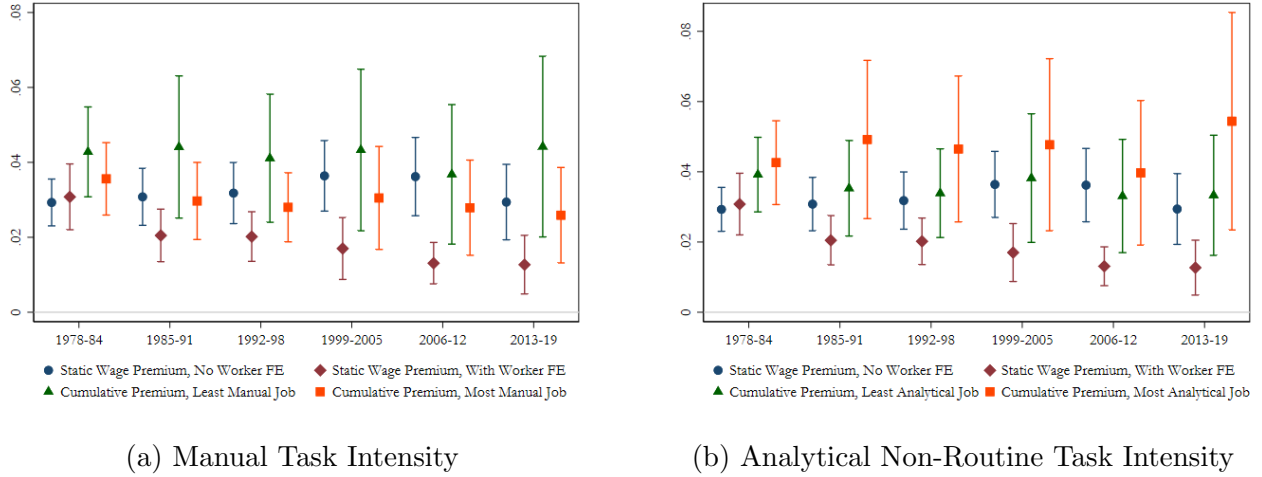 .08
.06
.04
.02
0
1978-84 1985-91 1992-98 1999-2005 2006-12 2013-19
Static Wage Premium, No Worker FE Static Wage Premium, With Worker FE
Cumulative Premium, Least Manual Job Cumulative Premium, Most Manual Job
(a) Manual Task Intensity
.08
.06
.04
.02
0
1978-84 1985-91 1992-98 1999-2005 2006-12 2013-19
Static Wage Premium, No Worker FE Static Wage Premium, With Worker FE
Cumulative Premium, Least Analytical Job Cumulative Premium, Most Analytical Job
(b) Analytical Non-Routine Task Intensity